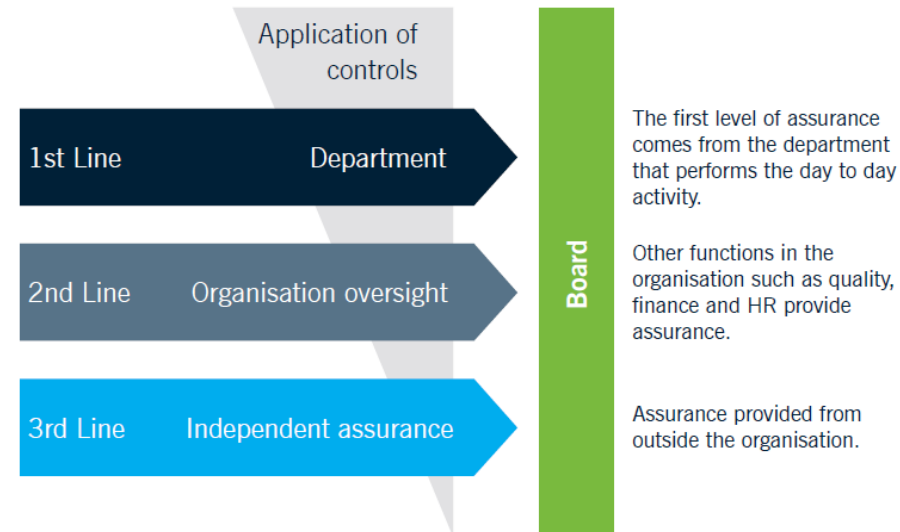 Application of
controls
1st Line Department
The first level of assurance
comes from the department
that performs the day to day
activity.
2nd Line Organisation oversight
Board
Other functions in the
organisation such as quality,
finance and HR provide
assurance.
3rd Line Independent assurance
Assurance provided from
outside the organisation.